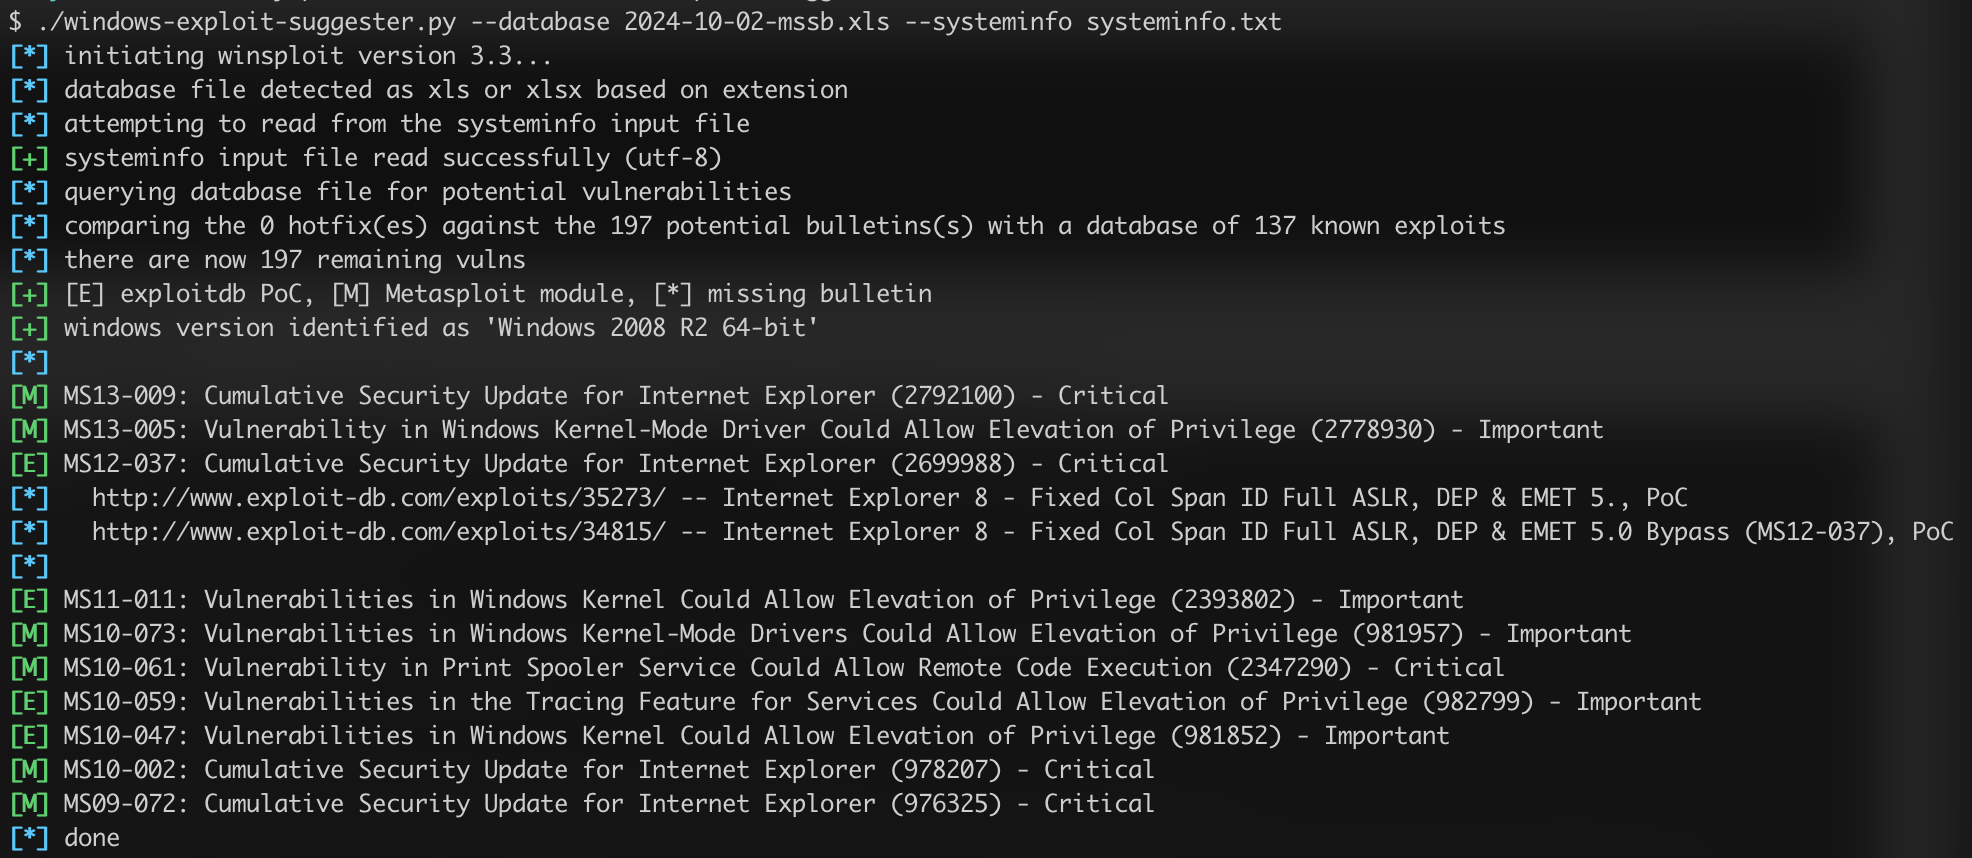 $ ./windows-exploit-suggester.py --database 2024-10-02-mssb.xls --systeminfo systeminfo.txt
[*] initiating winsploit version 3.3...
[*] database file detected as xls or xlsx based on extension
[*] attempting to read from the systeminfo input file
[+] systeminfo input file read successfully (utf-8)
[*] querying database file for potential vulnerabilities
[*] comparing the 0 hotfix(es) against the 197 potential bulletins(s) with a database of 137 known exploits
[*] there are now 197 remaining vulns
[+] [E] exploitdb PoC, [M] Metasploit module, [*] missing bulletin
[+] windows version identified as 'Windows 2008 R2 64-bit'
[*]
[M] MS13-009: Cumulative Security Update for Internet Explorer (2792100) - Critical
[M] MS13-005: Vulnerability in Windows Kernel-Mode Driver Could Allow Elevation of Privilege (2778930) - Important
[E] MS12-037: Cumulative Security Update for Internet Explorer (2699988) - Critical
[*]   http://www.exploit-db.com/exploits/35273/ -- Internet Explorer 8 - Fixed Col Span ID Full ASLR, DEP & EMET 5., PoC
[*]   http://www.exploit-db.com/exploits/34815/ -- Internet Explorer 8 - Fixed Col Span ID Full ASLR, DEP & EMET 5.0 Bypass (MS12-037), PoC
[*]
[E] MS11-011: Vulnerabilities in Windows Kernel Could Allow Elevation of Privilege (2393802) - Important
[M] MS10-073: Vulnerabilities in Windows Kernel-Mode Drivers Could Allow Elevation of Privilege (981957) - Important
[M] MS10-061: Vulnerability in Print Spooler Service Could Allow Remote Code Execution (2347290) - Critical
[E] MS10-059: Vulnerabilities in the Tracing Feature for Services Could Allow Elevation of Privilege (982799) - Important
[E] MS10-047: Vulnerabilities in Windows Kernel Could Allow Elevation of Privilege (981852) - Important
[M] MS10-002: Cumulative Security Update for Internet Explorer (978207) - Critical
[M] MS09-072: Cumulative Security Update for Internet Explorer (976325) - Critical
[*] done